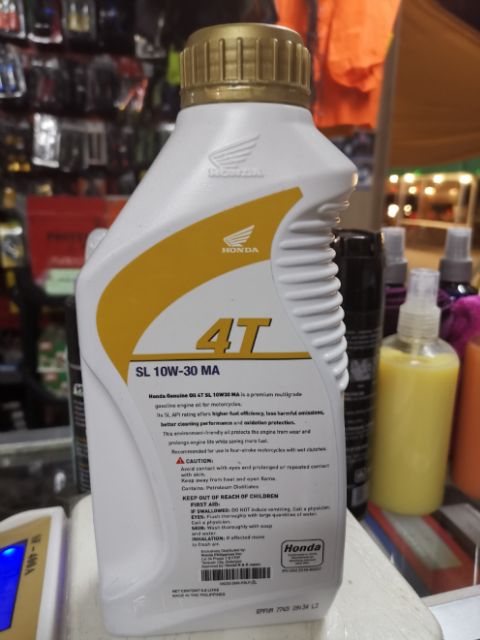 HONDA
HONDA
4T
SL 10W-30 MA
Honda Genuine Oil 4T SL 10W30 MA is a premium multigrade
gasoline engine oil for motorcycles.
Its SL API rating offers higher fuel efficiency, less harmful emissions,
better cleaning performance and oxidation protection.
This environment-friendly oil protects the engine from wear and
prolongs engine life while saving more fuel.
Recommended for use in four-stroke motorcycles with wet clutches.
CAUTION:
Avoid contact with eyes and prolonged or repeated contact
with skin.
Keep away from heat and open flame.
Contains: Petroleum Distillates
KEEP OUT OF REACH OF CHILDREN
FIRST AID:
IF SWALLOWED: DO NOT induce vomiting. Call a physician.
EYES: Flush thoroughly with large quantities of water.
Call a physician.
SKIN: Wash thoroughly with soap
and water.
INHALATION: If affected move
to fresh air.
Exclusively Distributed by:
Honda Philippines Inc.
Honda
MADE IN THE PHILIPPINES